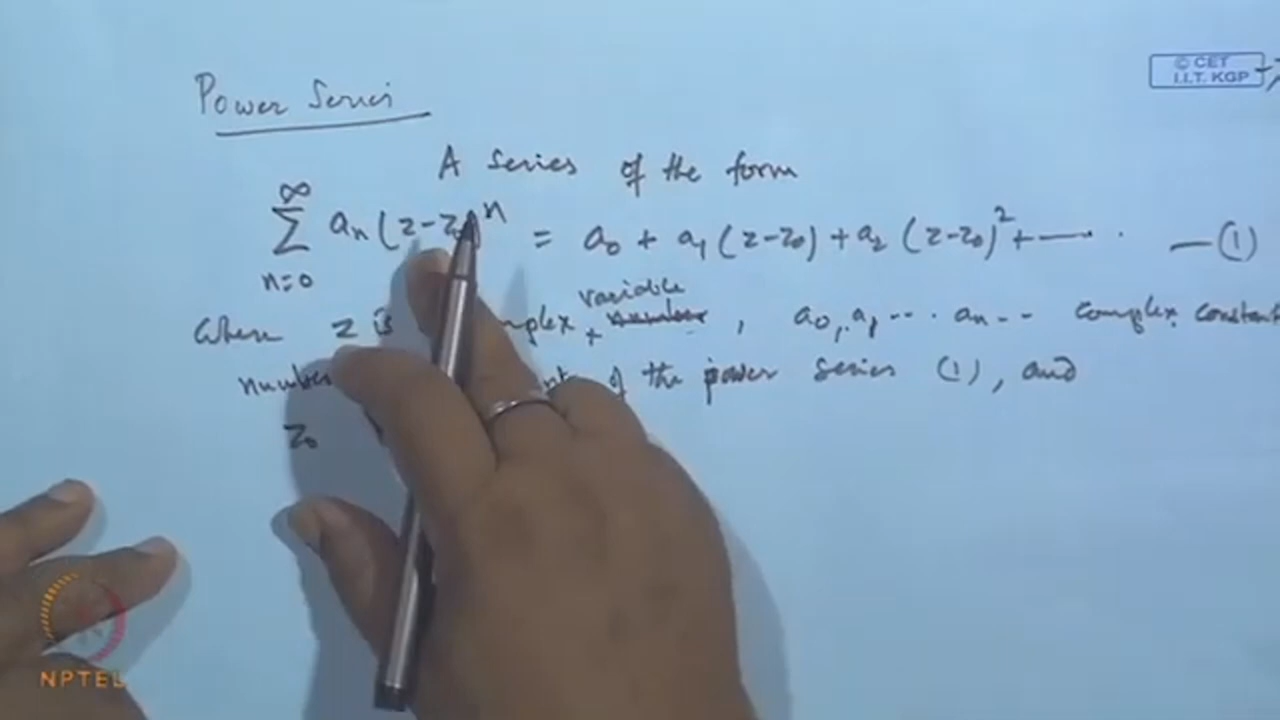 © CET
I.I.T. KGP
Power Series
A series of the form
∞
Σ aₙ (z-z₀)ⁿ = a₀ + a₁ (z-z₀) + a₂ (z-z₀)² + —— . —(1)
n=0
variable
Where z is , a₀, a₁ ... aₙ .. complex constant
of the power series (1), and
z₀
NPTEL